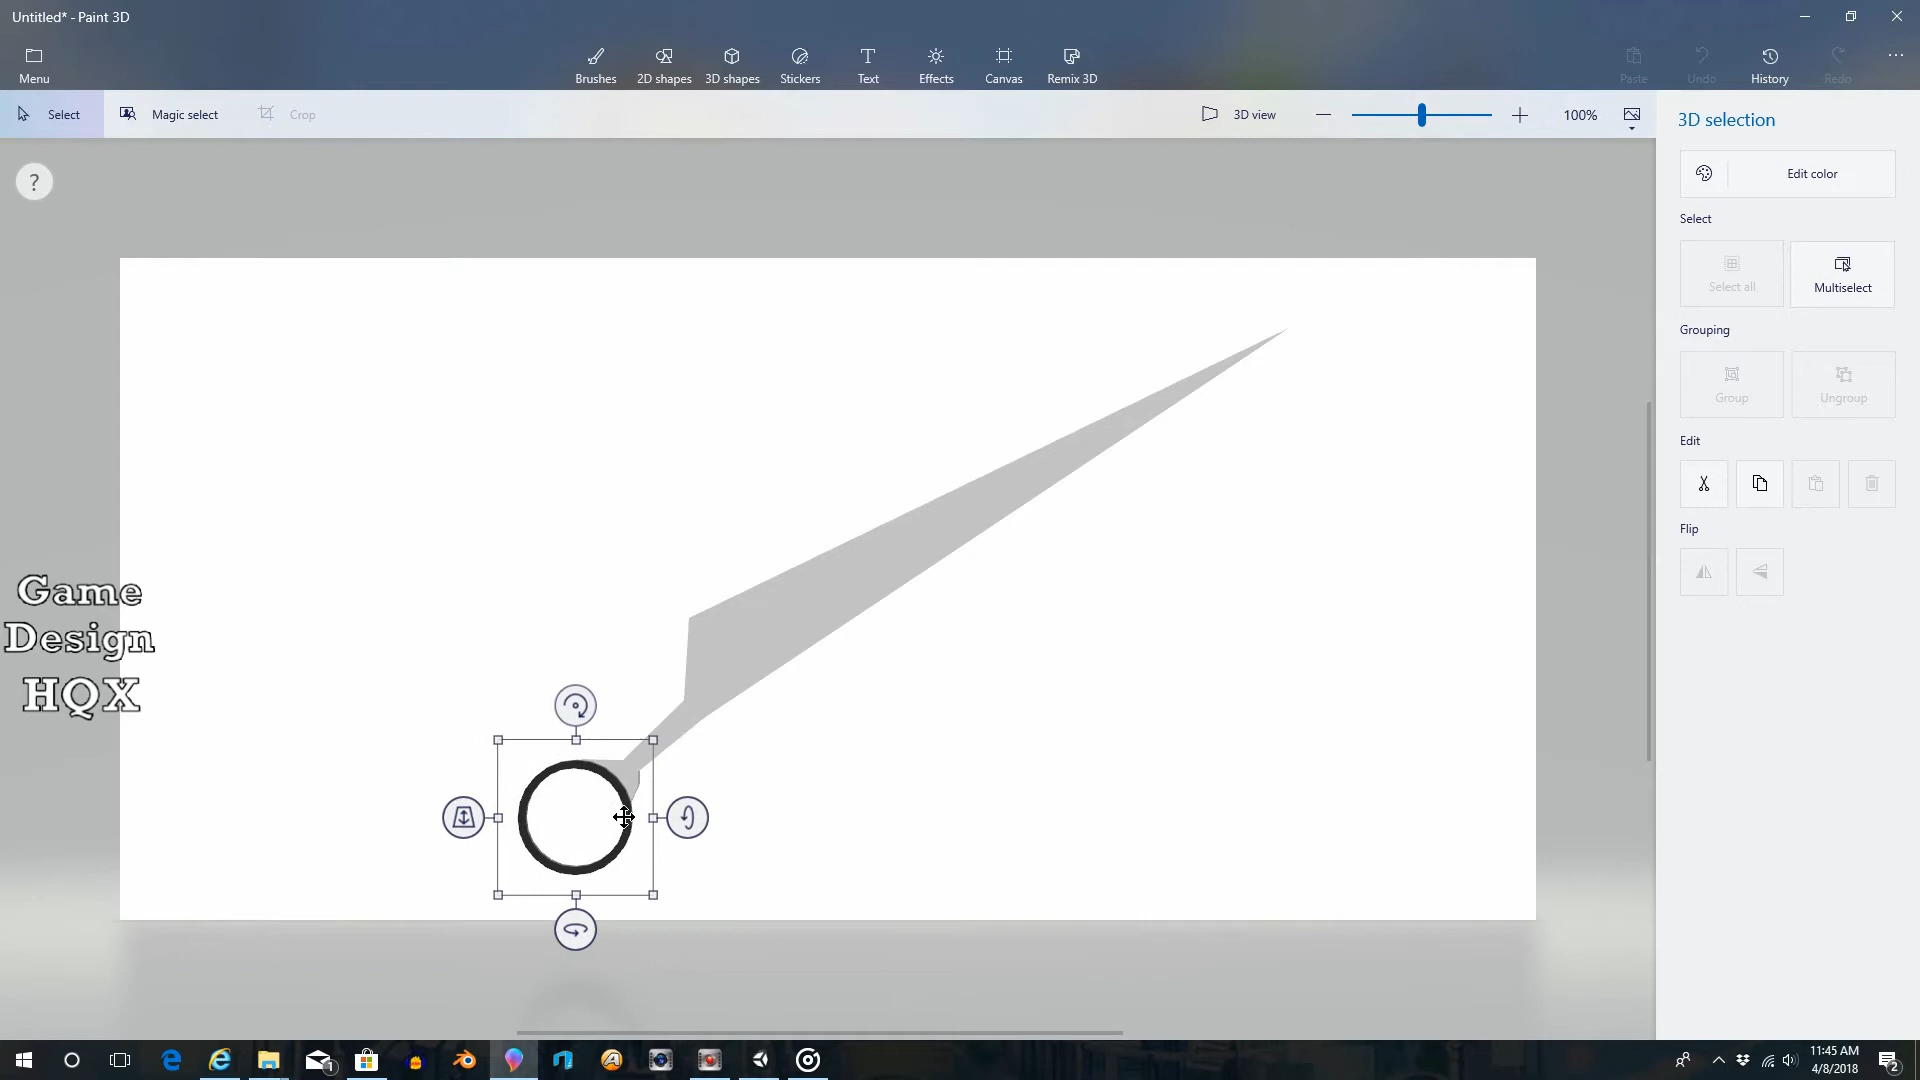 Untitled* - Paint 3D
Menu
Brushes
2D shapes
3D shapes
Stickers
Text
Effects
Canvas
Remix 3D
Paste
Undo
History
Redo
Select
Magic select
Crop
3D view
100%
3D selection
Edit color
Select
Select all
Multiselect
Grouping
Group
Ungroup
Edit
Flip
?
Game
Design
HQX
1
11:45 AM
4/8/2018
2